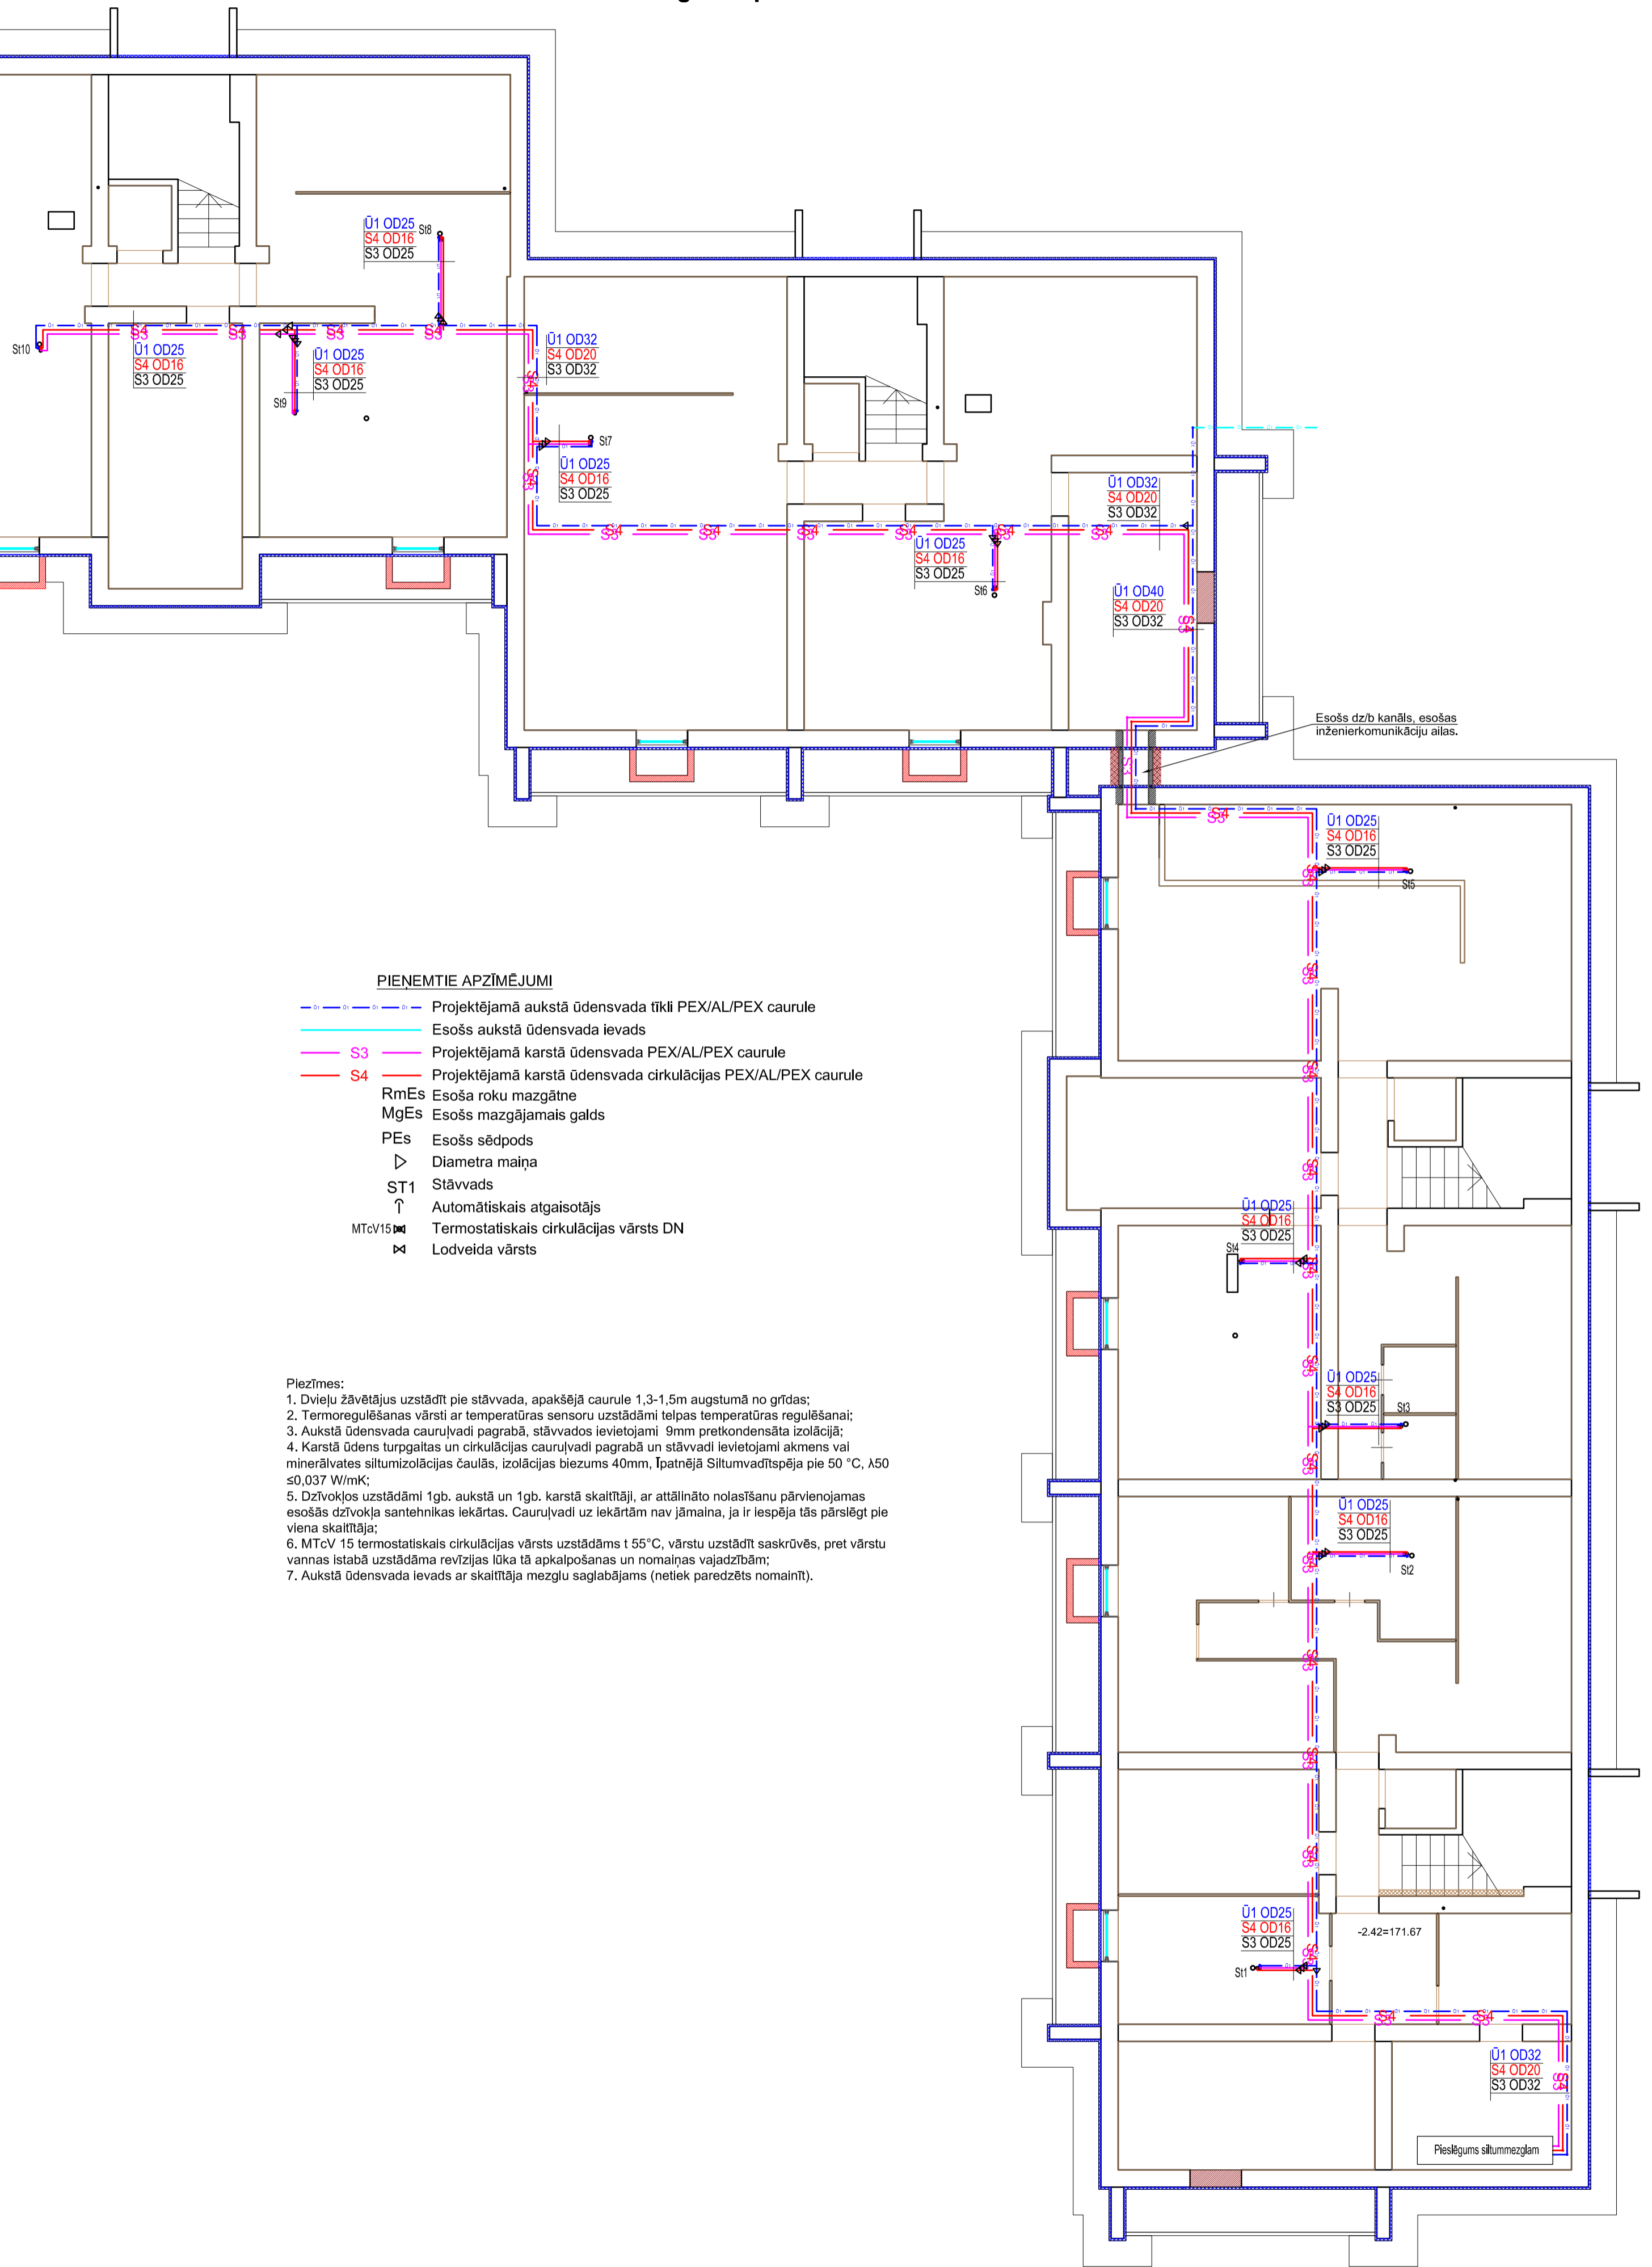 Ū1 OD25
S4 OD16
S3 OD25
St8
St10
Ū1 OD25
S4 OD16
S3 OD25
Ū1 OD25
S4 OD16
S3 OD25
St9
Ū1 OD32
S4 OD20
S3 OD32
St7
Ū1 OD25
S4 OD16
S3 OD25
Ū1 OD32
S4 OD20
S3 OD32
Ū1 OD25
S4 OD16
S3 OD25
St6
Ū1 OD40
S4 OD20
S3 OD32
Esošs dz/b kanāls, esošas
inženierkomunikāciju ailas.
Ū1 OD25
S4 OD16
S3 OD25
St5
PIEŅEMTIE APZĪMĒJUMI
Projektējamā aukstā ūdensvada tīkli PEX/AL/PEX caurule
Esošs aukstā ūdensvada ievads
S3 Projektējamā karstā ūdensvada PEX/AL/PEX caurule
S4 Projektējamā karstā ūdensvada cirkulācijas PEX/AL/PEX caurule
RmEs Esoša roku mazgātne
MgEs Esošs mazgājamais galds
PEs Esošs sēdpods
Diametra maiņa
ST1 Stāvvads
Automātiskais atgaisotājs
MTcV15 Termostatiskais cirkulācijas vārsts DN
Lodveida vārsts
Ū1 OD25
S4 OD16
S3 OD25
St4
Piezīmes:
1. Dvieļu žāvētājus uzstādīt pie stāvvada, apakšējā caurule 1,3-1,5m augstumā no grīdas;
2. Termoregulēšanas vārsti ar temperatūras sensoru uzstādāmi telpas temperatūras regulēšanai;
3. Aukstā ūdensvada cauruļvadi pagrabā, stāvvados ievietojami 9mm pretkondensāta izolācijā;
4. Karstā ūdens turpgaitas un cirkulācijas cauruļvadi pagrabā un stāvvadi ievietojami akmens vai
minerālvates siltumizolācijas čaulās, izolācijas biezums 40mm, Īpatnējā Siltumvadītspēja pie 50 °C, λ50
≤0,037 W/mK;
5. Dzīvokļos uzstādāmi 1gb. aukstā un 1gb. karstā skaitītāji, ar attālināto nolasīšanu pārvienojamas
esošās dzīvokļa santehnikas iekārtas. Cauruļvadi uz iekārtām nav jāmaina, ja ir iespēja tās pārslēgt pie
viena skaitītāja;
6. MTcV 15 termostatiskais cirkulācijas vārsts uzstādāms t 55°C, vārstu uzstādīt saskrūvēs, pret vārstu
vannas istabā uzstādāma revīzijas lūka tā apkalpošanas un nomaiņas vajadzībām;
7. Aukstā ūdensvada ievads ar skaitītāja mezglu saglabājams (netiek paredzēts nomainīt).
Ū1 OD25
S4 OD16
S3 OD25
St3
Ū1 OD25
S4 OD16
S3 OD25
St2
Ū1 OD25
S4 OD16
S3 OD25
St1
-2.42=171.67
Ū1 OD32
S4 OD20
S3 OD32
Pieslēgums siltummezglam